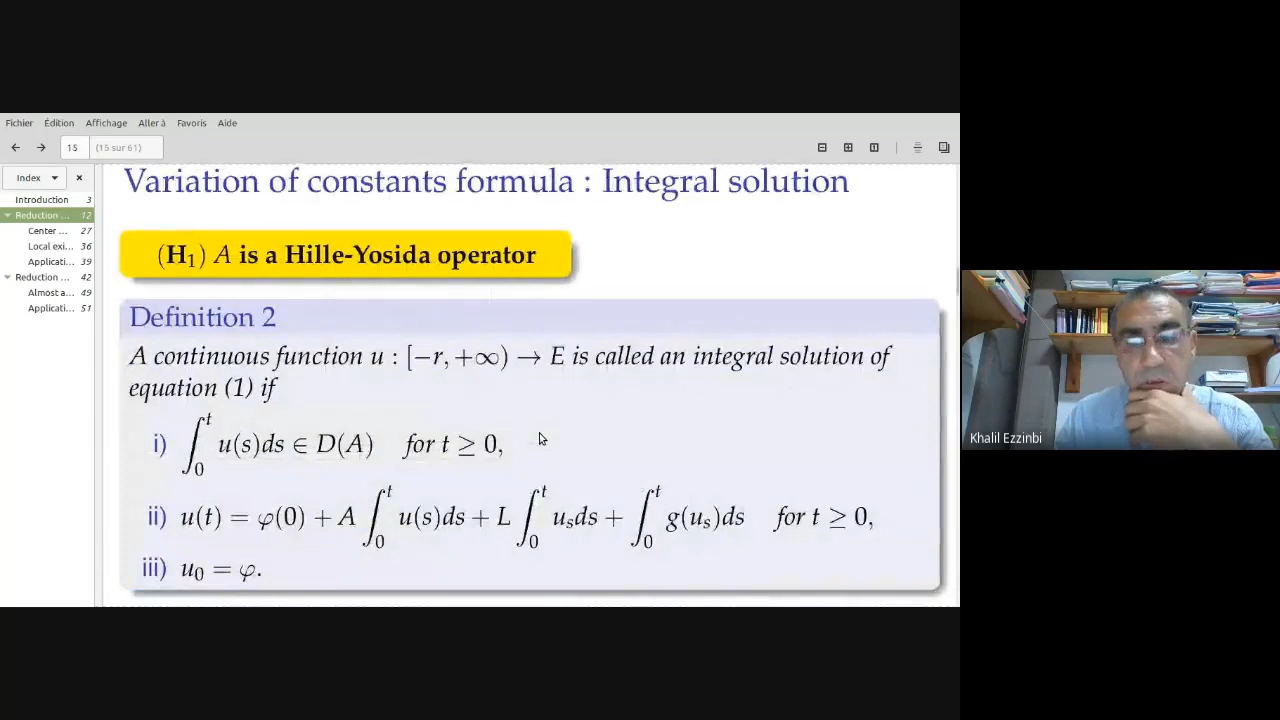 Fichier Édition Affichage Aller à Favoris Aide
15 (15 sur 61)
Index
Introduction 3
Reduction ... 12
Center ... 27
Local exi... 36
Applicati... 39
Reduction ... 42
Almost a... 49
Applicati... 51
Variation of constants formula : Integral solution
(H₁) A is a Hille-Yosida operator
Definition 2
A continuous function u : [−r, +∞) → E is called an integral solution of
equation (1) if
i) ∫₀ᵗ u(s)ds ∈ D(A) for t ≥ 0,
ii) u(t) = φ(0) + A ∫₀ᵗ u(s)ds + L ∫₀ᵗ uₛds + ∫₀ᵗ g(uₛ)ds for t ≥ 0,
iii) u₀ = φ.
Khalil Ezzinbi